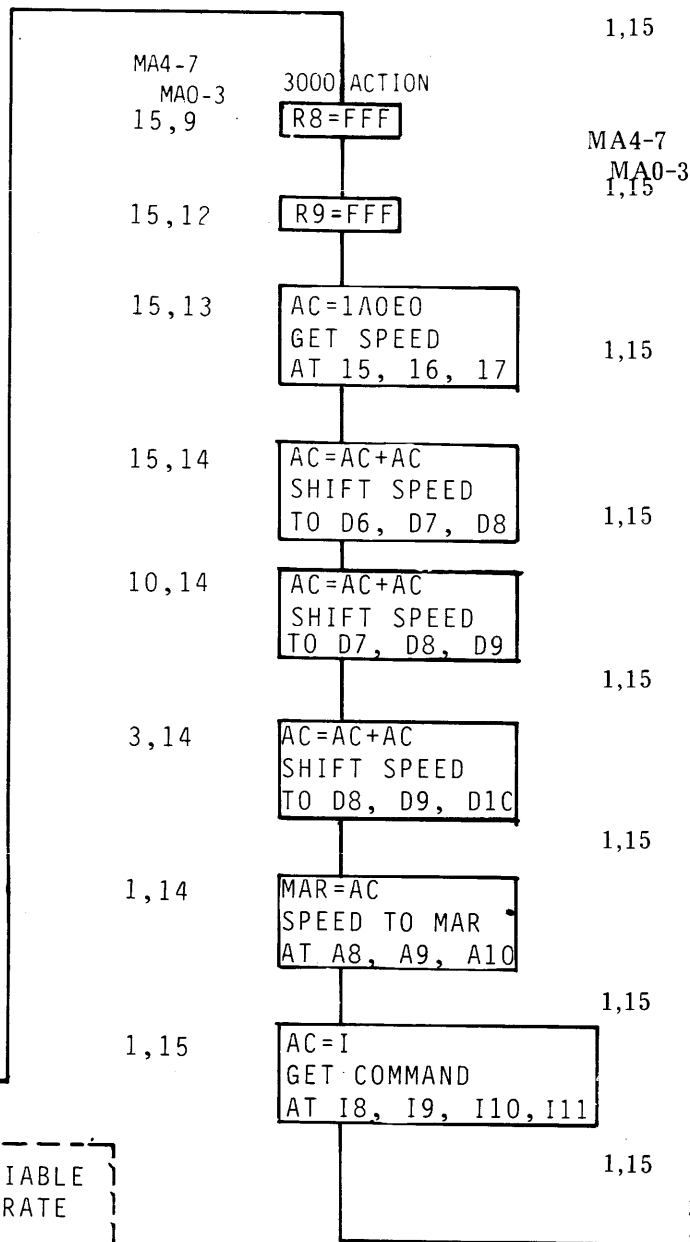 MA4-7
MA0-3
3000 ACTION
15,9
R8=FFF
15,12
R9=FFF
15,13
AC=1Λ0E0
GET SPEED
AT 15, 16, 17
15,14
AC=AC+AC
SHIFT SPEED
TO D6, D7, D8
10,14
AC=AC+AC
SHIFT SPEED
TO D7, D8, D9
3,14
AC=AC+AC
SHIFT SPEED
TO D8, D9, D1C
1,14
MAR=AC
SPEED TO MAR
AT A8, A9, A10
1,15
AC=I
GET COMMAND
AT I8, I9, I10,I11
IABLE
RATE
1,15
MA4-7
MA0-3
1,15
1,15
1,15
1,15
1,15
1,15
1,15